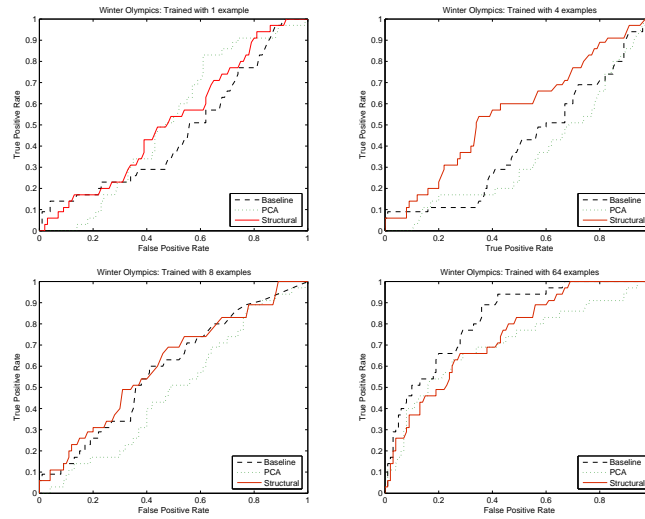 Winter Olympics: Trained with 1 example
1
0.9
0.8
0.7
0.6
0.5
0.4
0.3
0.2
0.1
0
True Positive Rate
0 0.2 0.4 0.6 0.8 1
False Positive Rate
Baseline
PCA
Structural
Winter Olympics: Trained with 4 examples
1
0.9
0.8
0.7
0.6
0.5
0.4
0.3
0.2
0.1
0
True Positive Rate
0 0.2 0.4 0.6 0.8
True Positive Rate
Baseline
PCA
Structural
Winter Olympics: Trained with 8 examples
1
0.9
0.8
0.7
0.6
0.5
0.4
0.3
0.2
0.1
0
True Positive Rate
0 0.2 0.4 0.6 0.8 1
False Positive Rate
Baseline
PCA
Structural
Winter Olympics: Trained with 64 examples
1
0.9
0.8
0.7
0.6
0.5
0.4
0.3
0.2
0.1
0
True Positive Rate
0 0.2 0.4 0.6 0.8
False Positive Rate
Baseline
PCA
Structural